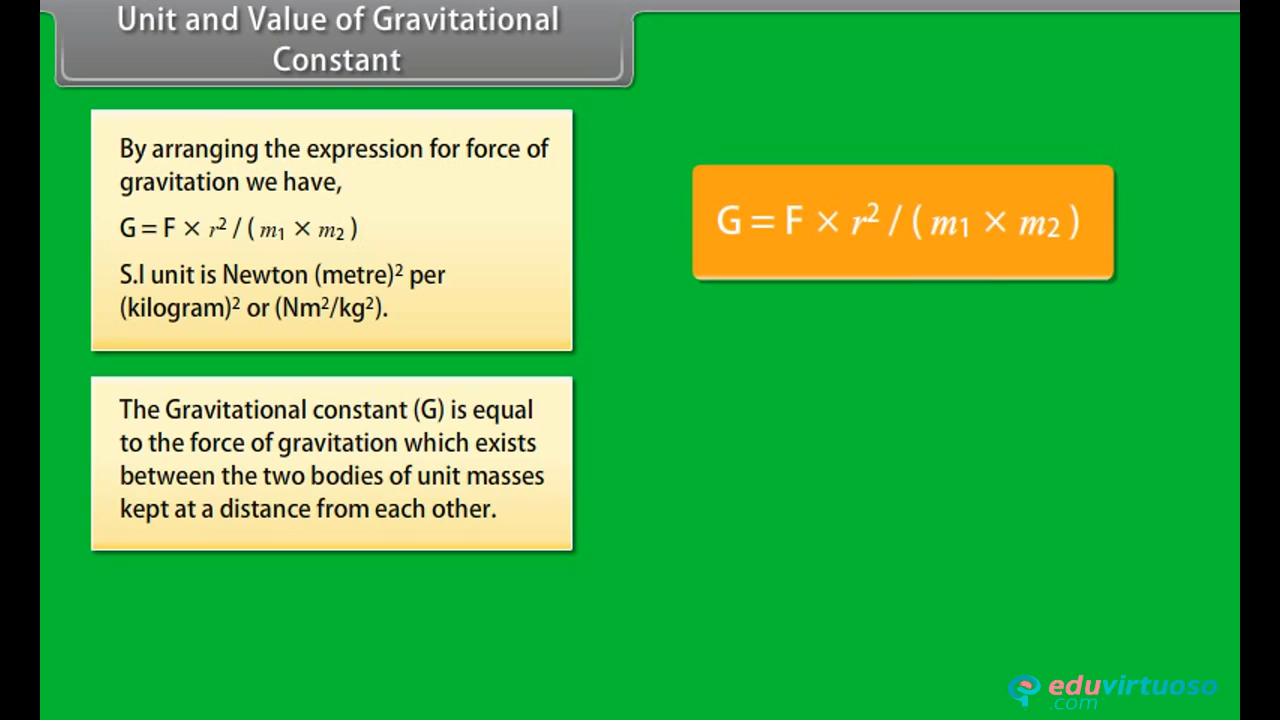 Unit and Value of Gravitational
Constant
By arranging the expression for force of
gravitation we have,
G = F × r² / ( m₁ × m₂ )
S.I unit is Newton (metre)² per
(kilogram)² or (Nm²/kg²).
The Gravitational constant (G) is equal
to the force of gravitation which exists
between the two bodies of unit masses
kept at a distance from each other.
G = F × r² / ( m₁ × m₂ )
eduvirtuoso
.com